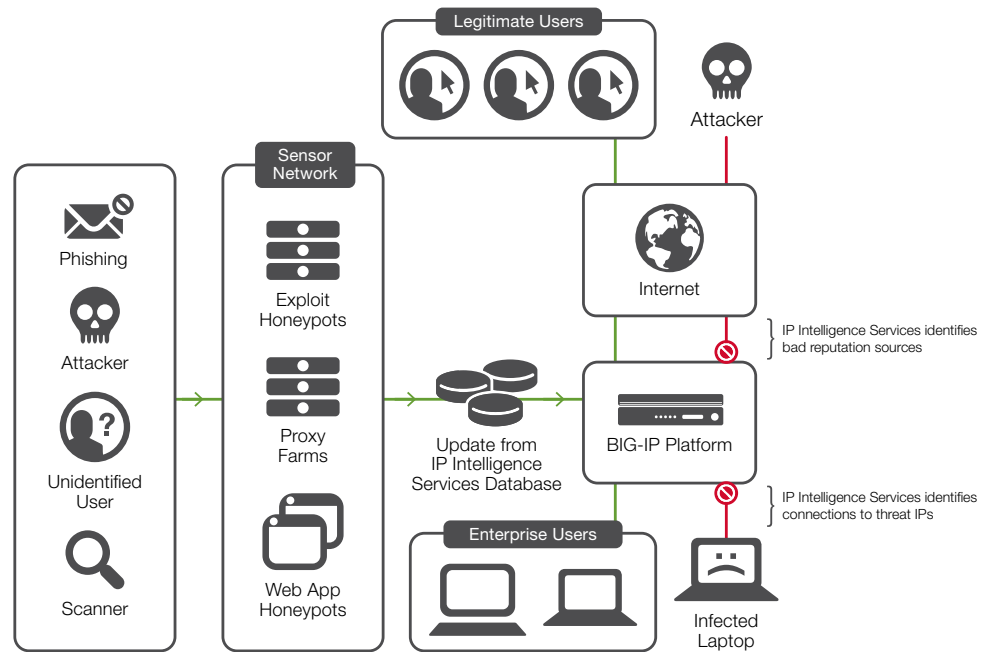 Legitimate Users
Attacker
Sensor
Network
Phishing
Attacker
Unidentified
User
?
Scanner
Exploit
Honeypots
Proxy
Farms
Web App
Honeypots
Update from
IP Intelligence
Services Database
Internet
IP Intelligence Services identifies
bad reputation sources
BIG-IP Platform
IP Intelligence Services identifies
connections to threat IPs
Enterprise Users
Infected
Laptop